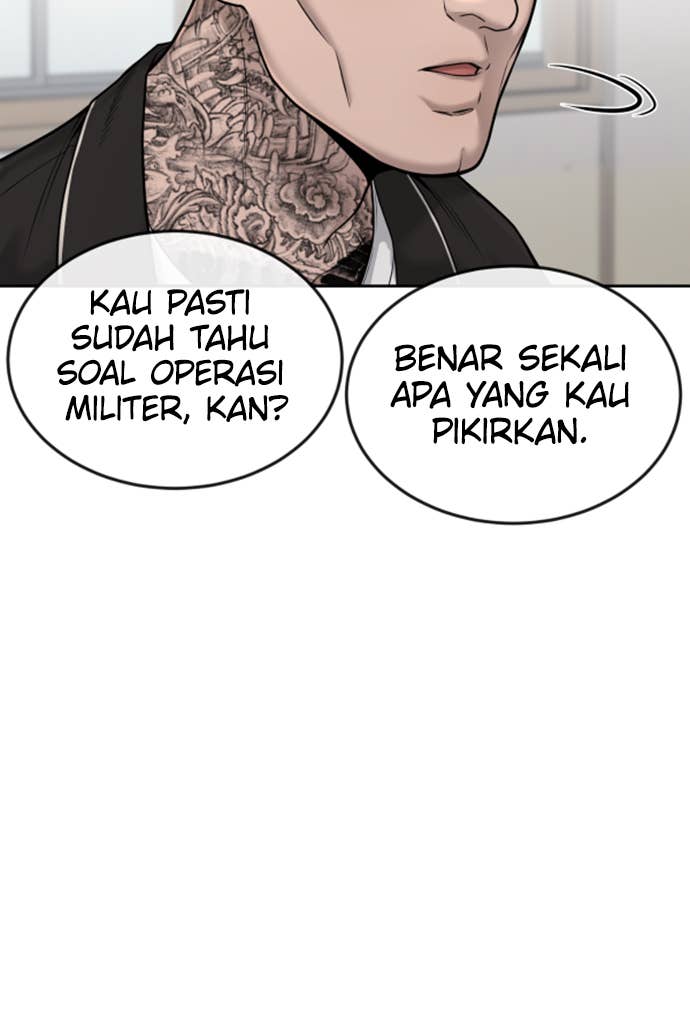 KAU PASTI
SUDAH TAHU
SOAL OPERASI
MILITER, KAN?
BENAR SEKALI
APA YANG KAU
PIKIRKAN.